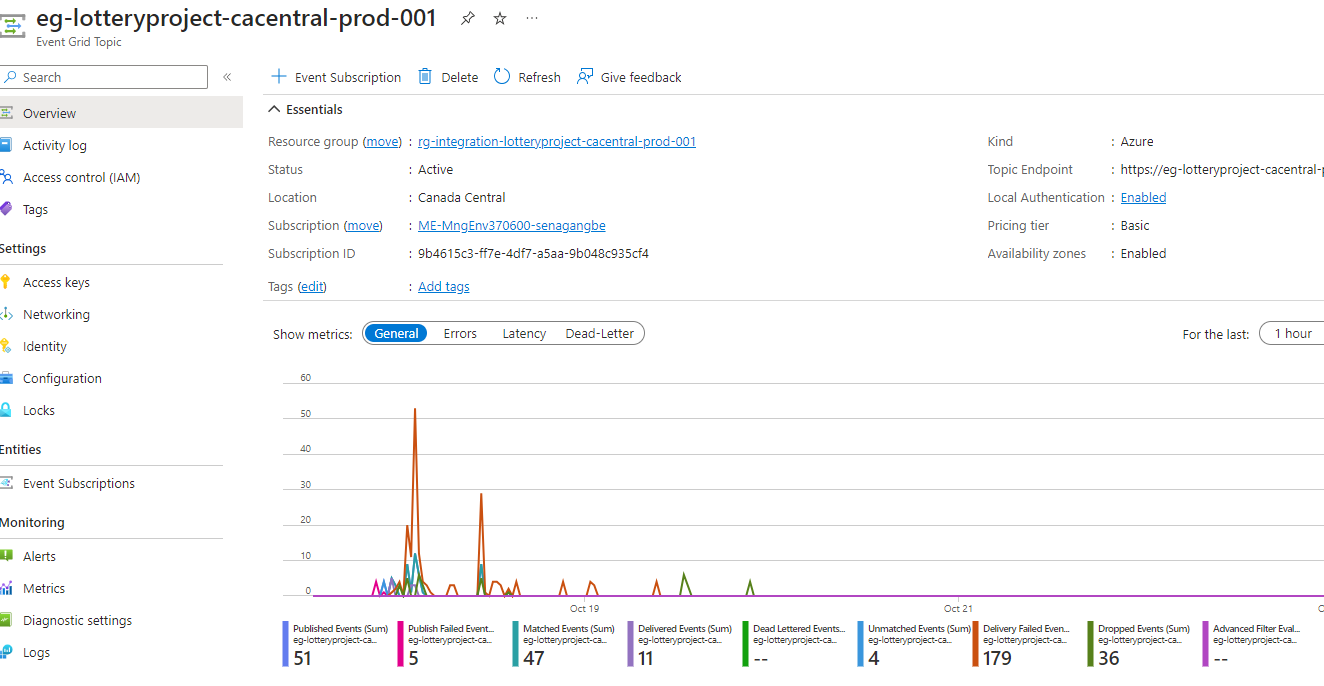 eg-lotteryproject-cacentral-prod-001
Event Grid Topic
Search
Overview
Activity log
Access control (IAM)
Tags
Settings
Access keys
Networking
Identity
Configuration
Locks
Entities
Event Subscriptions
Monitoring
Alerts
Metrics
Diagnostic settings
Logs
Event Subscription Delete Refresh Give feedback
Essentials
Resource group (move) : rg-integration-lotteryproject-cacentral-prod-001
Status : Active
Location : Canada Central
Subscription (move) : ME-MngEnv370600-senagangbe
Subscription ID : 9b4615c3-ff7e-4df7-a5aa-9b048c935cf4
Tags (edit) : Add tags
Kind : Azure
Topic Endpoint : https://eg-lotteryproject-cacentral-p
Local Authentication : Enabled
Pricing tier : Basic
Availability zones : Enabled
Show metrics: General Errors Latency Dead-Letter
For the last: 1 hour
60
50
40
30
20
10
0
Oct 19 Oct 21
Published Events (Sum)
eg-lotteryproject-ca...
51
Publish Failed Event...
eg-lotteryproject-ca...
5
Matched Events (Sum)
eg-lotteryproject-ca...
47
Delivered Events (Sum)
eg-lotteryproject-ca...
11
Dead Lettered Events...
eg-lotteryproject-ca...
--
Unmatched Events (Sum)
eg-lotteryproject-ca...
4
Delivery Failed Even...
eg-lotteryproject-ca...
179
Dropped Events (Sum)
eg-lotteryproject-ca...
36
Advanced Filter Eval...
eg-lotteryproject-ca...
--